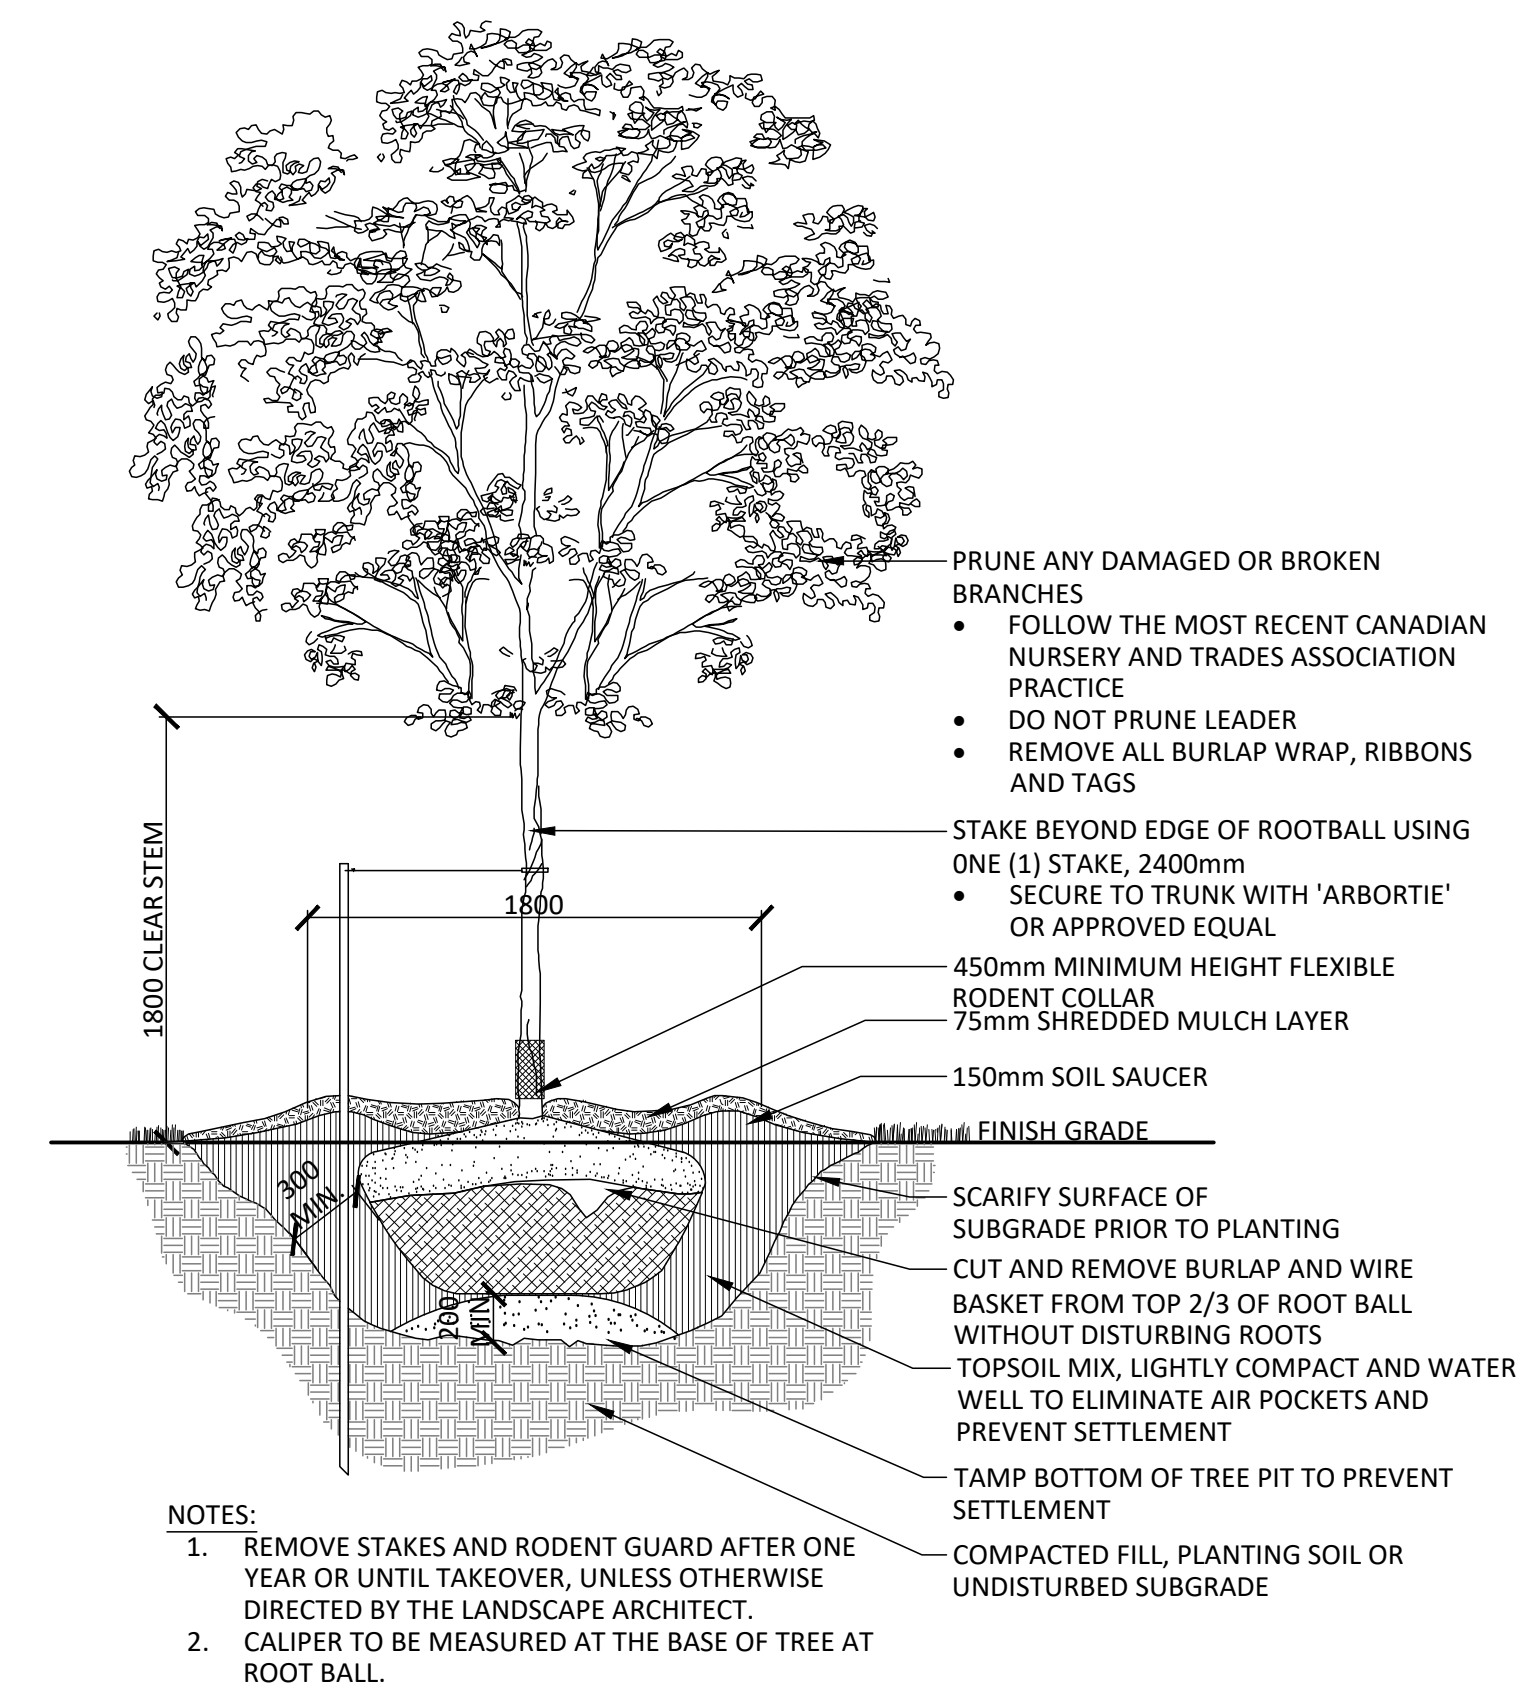 PRUNE ANY DAMAGED OR BROKEN
BRANCHES
• FOLLOW THE MOST RECENT CANADIAN
NURSERY AND TRADES ASSOCIATION
PRACTICE
• DO NOT PRUNE LEADER
• REMOVE ALL BURLAP WRAP, RIBBONS
AND TAGS
STAKE BEYOND EDGE OF ROOTBALL USING
0NE (1) STAKE, 2400mm
• SECURE TO TRUNK WITH 'ARBORTIE'
OR APPROVED EQUAL
1800 CLEAR STEM
1800
450mm MINIMUM HEIGHT FLEXIBLE
RODENT COLLAR
75mm SHREDDED MULCH LAYER
150mm SOIL SAUCER
FINISH GRADE
300
MIN.
SCARIFY SURFACE OF
SUBGRADE PRIOR TO PLANTING
CUT AND REMOVE BURLAP AND WIRE
BASKET FROM TOP 2/3 OF ROOT BALL
WITHOUT DISTURBING ROOTS
200
MIN
TOPSOIL MIX, LIGHTLY COMPACT AND WATER
WELL TO ELIMINATE AIR POCKETS AND
PREVENT SETTLEMENT
TAMP BOTTOM OF TREE PIT TO PREVENT
SETTLEMENT
COMPACTED FILL, PLANTING SOIL OR
UNDISTURBED SUBGRADE
NOTES:
1. REMOVE STAKES AND RODENT GUARD AFTER ONE
YEAR OR UNTIL TAKEOVER, UNLESS OTHERWISE
DIRECTED BY THE LANDSCAPE ARCHITECT.
2. CALIPER TO BE MEASURED AT THE BASE OF TREE AT
ROOT BALL.